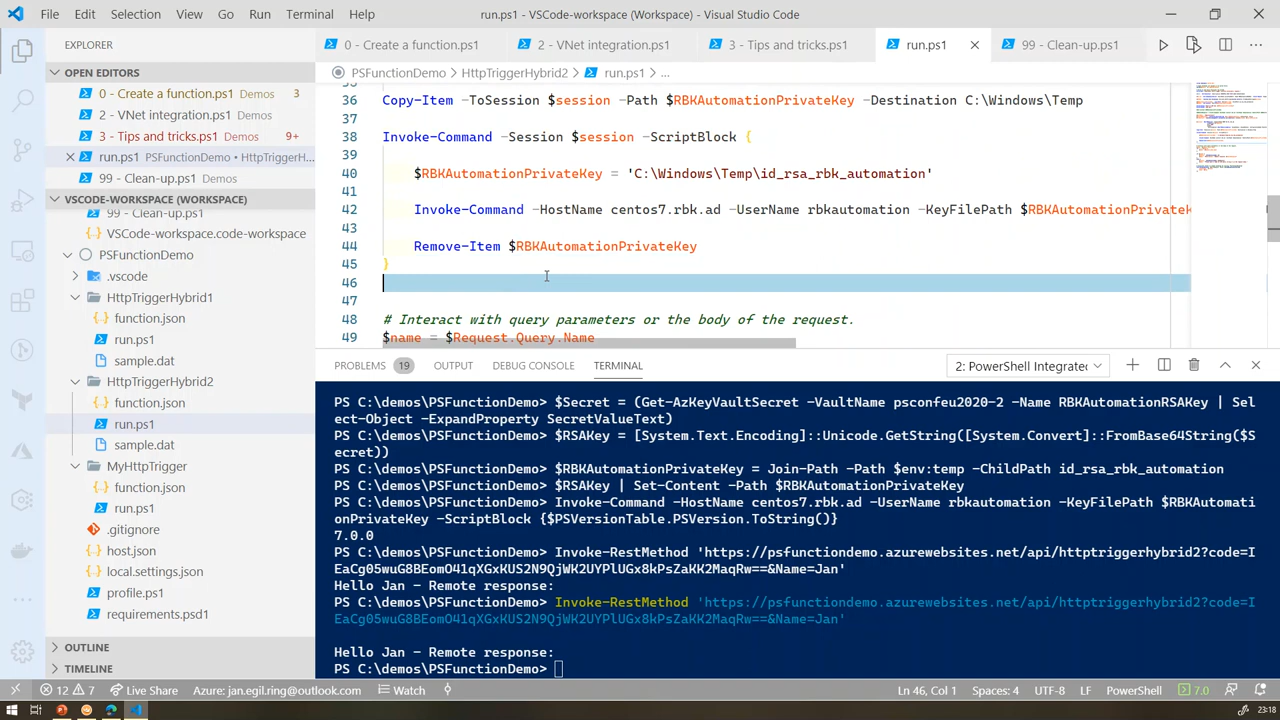 File Edit Selection View Go Run Terminal Help
run.ps1 - VSCode-workspace (Workspace) - Visual Studio Code
EXPLORER
0 - Create a function.ps1
2 - VNet integration.ps1
3 - Tips and tricks.ps1
run.ps1
99 - Clean-up.ps1
OPEN EDITORS
0 - Create a function.ps1 Demos 3
2 - VNet integration.ps1 Demos
3 - Tips and tricks.ps1 Demos 9+
run.ps1 PSFunctionDemo • HttpTriggerH...
99 - Clean-up.ps1 Demos
VSCODE-WORKSPACE (WORKSPACE)
99 - Clean-up.ps1
VSCode-workspace.code-workspace
PSFunctionDemo
.vscode
HttpTriggerHybrid1
function.json
run.ps1
sample.dat
HttpTriggerHybrid2
function.json
run.ps1
sample.dat
MyHttpTrigger
function.json
run.ps1
.gitignore
host.json
local.settings.json
profile.ps1
requirements.psd1
OUTLINE
TIMELINE
PSFunctionDemo > HttpTriggerHybrid2 > run.ps1 > ...
36 Copy-Item -ToSession $session -Path $RBKAutomationPrivateKey -Destination C:\Windows\Temp
37
38 Invoke-Command -Session $session -ScriptBlock {
39
40 $RBKAutomationPrivateKey = 'C:\Windows\Temp\id_rsa_rbk_automation'
41
42 Invoke-Command -HostName centos7.rbk.ad -UserName rbkautomation -KeyFilePath $RBKAutomationPrivateK
43
44 Remove-Item $RBKAutomationPrivateKey
45 }
46
47
48 # Interact with query parameters or the body of the request.
49 $name = $Request.Query.Name
PROBLEMS 19 OUTPUT DEBUG CONSOLE TERMINAL
2: PowerShell Integrated
PS C:\demos\PSFunctionDemo> $Secret = (Get-AzKeyVaultSecret -VaultName psconfeu2020-2 -Name RBKAutomationRSAKey | Sel
ect-Object -ExpandProperty SecretValueText)
PS C:\demos\PSFunctionDemo> $RSAKey = [System.Text.Encoding]::Unicode.GetString([System.Convert]::FromBase64String($S
ecret))
PS C:\demos\PSFunctionDemo> $RBKAutomationPrivateKey = Join-Path -Path $env:temp -ChildPath id_rsa_rbk_automation
PS C:\demos\PSFunctionDemo> $RSAKey | Set-Content -Path $RBKAutomationPrivateKey
PS C:\demos\PSFunctionDemo> Invoke-Command -HostName centos7.rbk.ad -UserName rbkautomation -KeyFilePath $RBKAutomati
onPrivateKey -ScriptBlock {$PSVersionTable.PSVersion.ToString()}
7.0.0
PS C:\demos\PSFunctionDemo> Invoke-RestMethod 'https://psfunctiondemo.azurewebsites.net/api/httptriggerhybrid2?code=I
EaCg05wuG8BEomO41qXGxKUS2N9QjWK2UYPlUGx8kPsZaKK2MaqRw==&Name=Jan'
Hello Jan - Remote response:
PS C:\demos\PSFunctionDemo> Invoke-RestMethod 'https://psfunctiondemo.azurewebsites.net/api/httptriggerhybrid2?code=I
EaCg05wuG8BEomO41qXGxKUS2N9QjWK2UYPlUGx8kPsZaKK2MaqRw==&Name=Jan'
Hello Jan - Remote response:
PS C:\demos\PSFunctionDemo>
12 7 Live Share Azure: jan.egil.ring@outlook.com Watch
Ln 46, Col 1 Spaces: 4 UTF-8 LF PowerShell 7.0
23:18